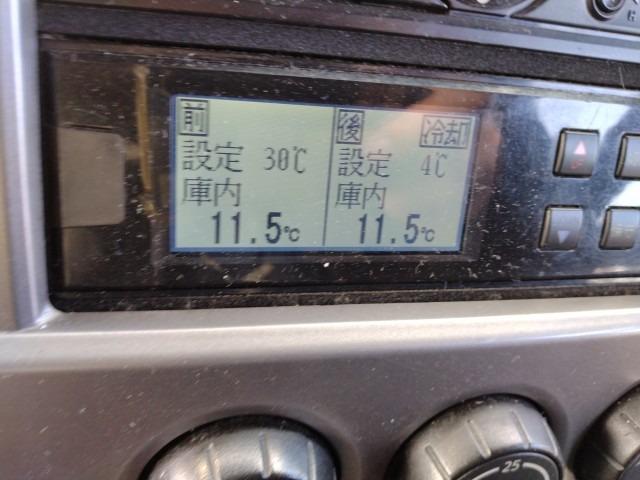 前
設定 30℃
庫内
11.5℃
後 冷却
設定 4℃
庫内
11.5℃
25